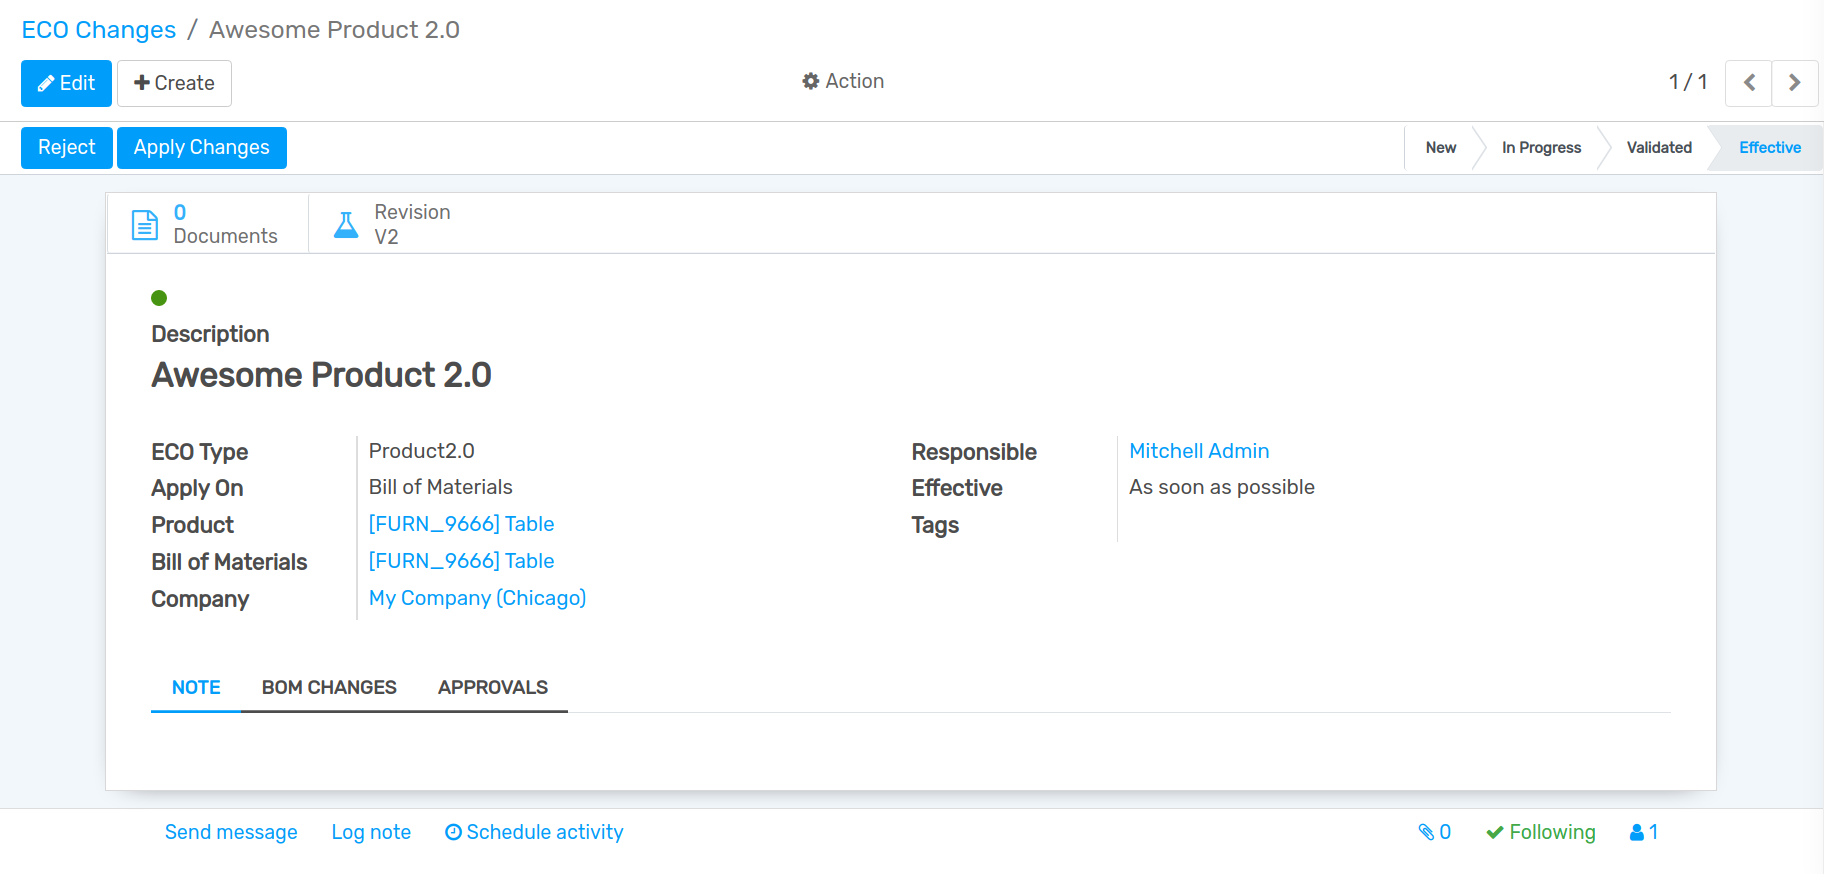 ECO Changes / Awesome Product 2.0
Edit
Create
Action
1 / 1
Reject
Apply Changes
New
In Progress
Validated
Effective
0
Documents
Revision
V2
Description
Awesome Product 2.0
ECO Type
Product2.0
Apply On
Bill of Materials
Product
[FURN_9666] Table
Bill of Materials
[FURN_9666] Table
Company
My Company (Chicago)
Responsible
Mitchell Admin
Effective
As soon as possible
Tags
NOTE
BOM CHANGES
APPROVALS
Send message
Log note
Schedule activity
0
Following
1